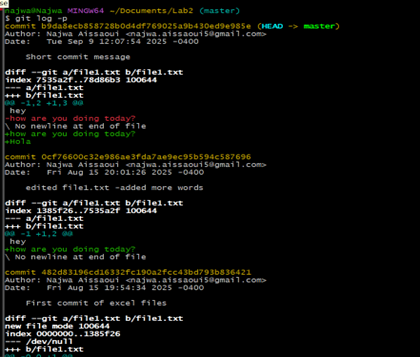 se
najwa@Najwa MINGW64 ~/Documents/Lab2 (master)
$ git log -p
commit b9da8ecb858728b0d4df769025a9b430ed9e985e (HEAD -> master)
Author: Najwa Aissaoui <najwa.aissaoui5@gmail.com>
Date:   Tue Sep 9 12:07:54 2025 -0400

    Short commit message

diff --git a/file1.txt b/file1.txt
index 7535a2f..78d86b3 100644
--- a/file1.txt
+++ b/file1.txt
@@ -1,2 +1,3 @@
 hey
-how are you doing today?
\ No newline at end of file
+how are you doing today?
+Hola

commit 0cf76600c32e986ae3fda7ae9ec95b594c587696
Author: Najwa Aissaoui <najwa.aissaoui5@gmail.com>
Date:   Fri Aug 15 20:01:26 2025 -0400

    edited file1.txt -added more words

diff --git a/file1.txt b/file1.txt
index 1385f26..7535a2f 100644
--- a/file1.txt
+++ b/file1.txt
@@ -1 +1,2 @@
 hey
+how are you doing today?
\ No newline at end of file

commit 482d83196cd16332fc190a2fcc43bd793b836421
Author: Najwa Aissaoui <najwa.aissaoui5@gmail.com>
Date:   Fri Aug 15 19:54:34 2025 -0400

    First commit of excel files

diff --git a/file1.txt b/file1.txt
new file mode 100644
index 0000000..1385f26
--- /dev/null
+++ b/file1.txt
@@ -0,0 +1 @@